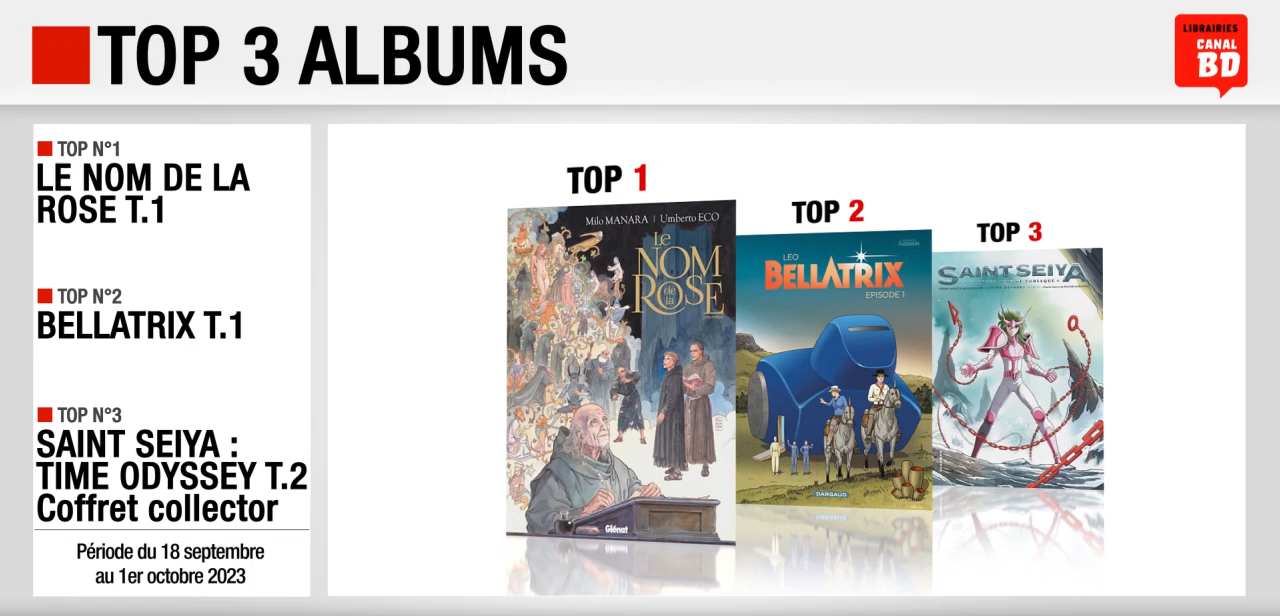 TOP 3 ALBUMS
LIBRAIRIES
CANAL
BD
TOP N°1
LE NOM DE LA
ROSE T.1
TOP N°2
BELLATRIX T.1
TOP N°3
SAINT SEIYA :
TIME ODYSSEY T.2
Coffret collector
Période du 18 septembre
au 1er octobre 2023
TOP 1
Milo MANARA | Umberto ECO
Le
NOM
de la
ROSE
Glénat
TOP 2
LEO
BELLATRIX
EPISODE 1
DARGAUD
TOP 3
SAINT SEIYA